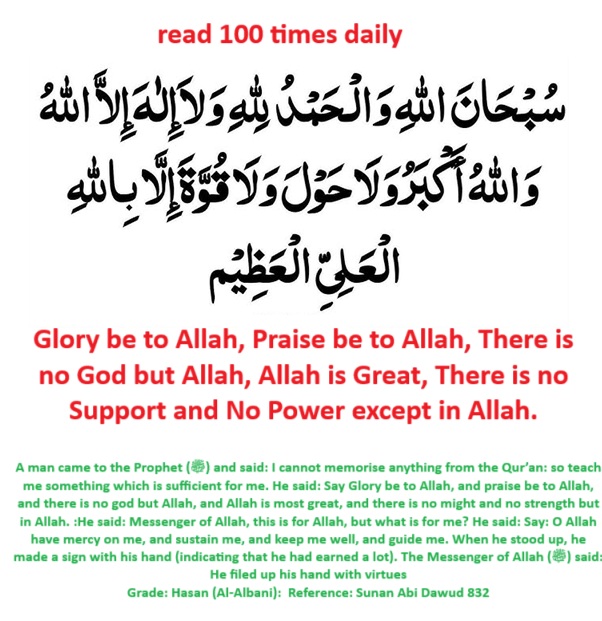 read 100 times daily
سُبْحَانَ اللهِ وَالْحَمْدُ لِلهِ وَلَا إِلٰهَ إِلَّا اللهُ
وَاللهُ أَكْبَرُ وَلَا حَوْلَ وَلَا قُوَّةَ إِلَّا بِاللهِ
الْعَلِيِّ الْعَظِيْمِ
Glory be to Allah, Praise be to Allah, There is
no God but Allah, Allah is Great, There is no
Support and No Power except in Allah.
A man came to the Prophet (ﷺ) and said: I cannot memorise anything from the Qur’an: so teach
me something which is sufficient for me. He said: Say Glory be to Allah, and praise be to Allah,
and there is no god but Allah, and Allah is most great, and there is no might and no strength but
in Allah. :He said: Messenger of Allah, this is for Allah, but what is for me? He said: Say: O Allah
have mercy on me, and sustain me, and keep me well, and guide me. When he stood up, he
made a sign with his hand (indicating that he had earned a lot). The Messenger of Allah (ﷺ) said:
He filed up his hand with virtues
Grade: Hasan (Al-Albani):  Reference: Sunan Abi Dawud 832